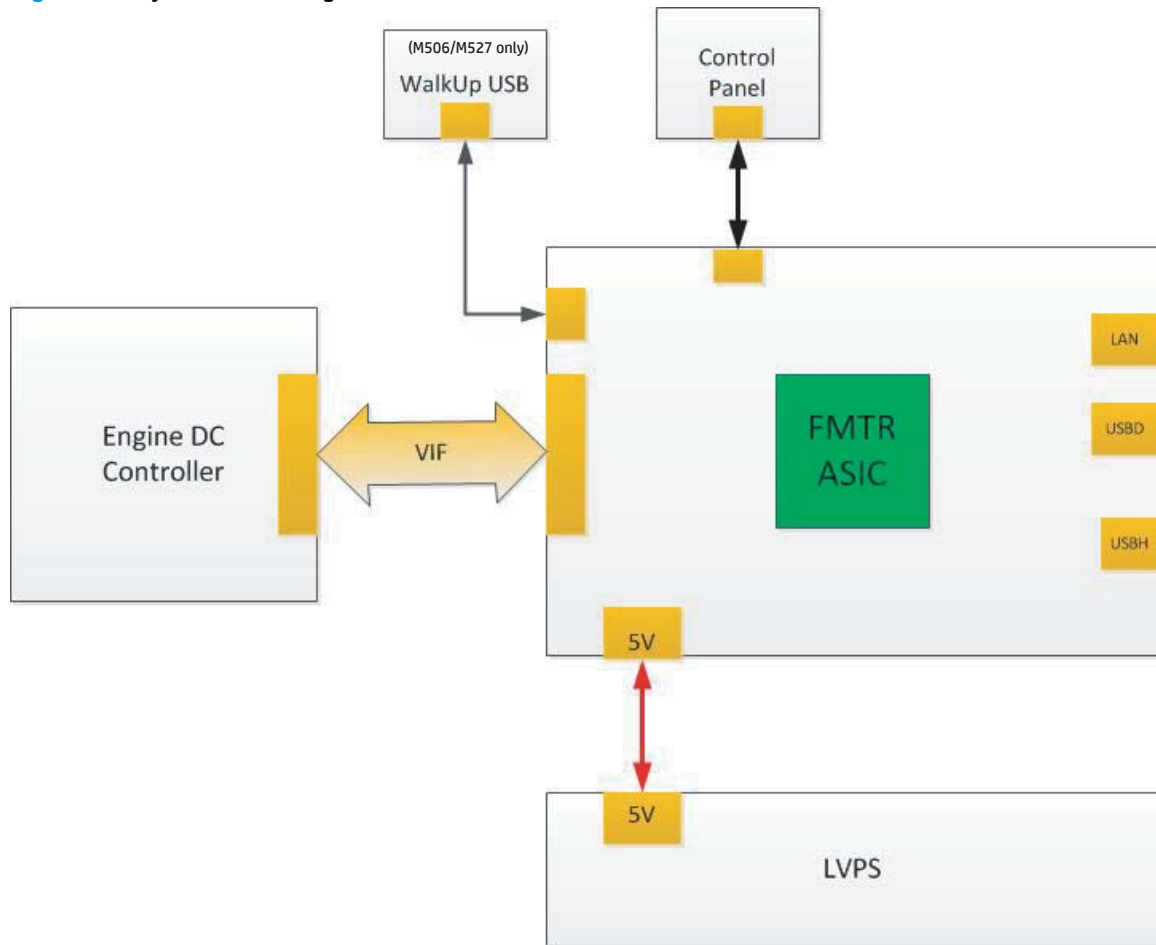 (M506/M527 only)
WalkUp USB
Control
Panel
LAN
Engine DC
Controller
VIF
FMTR
ASIC
USBD
USBH
5V
5V
LVPS